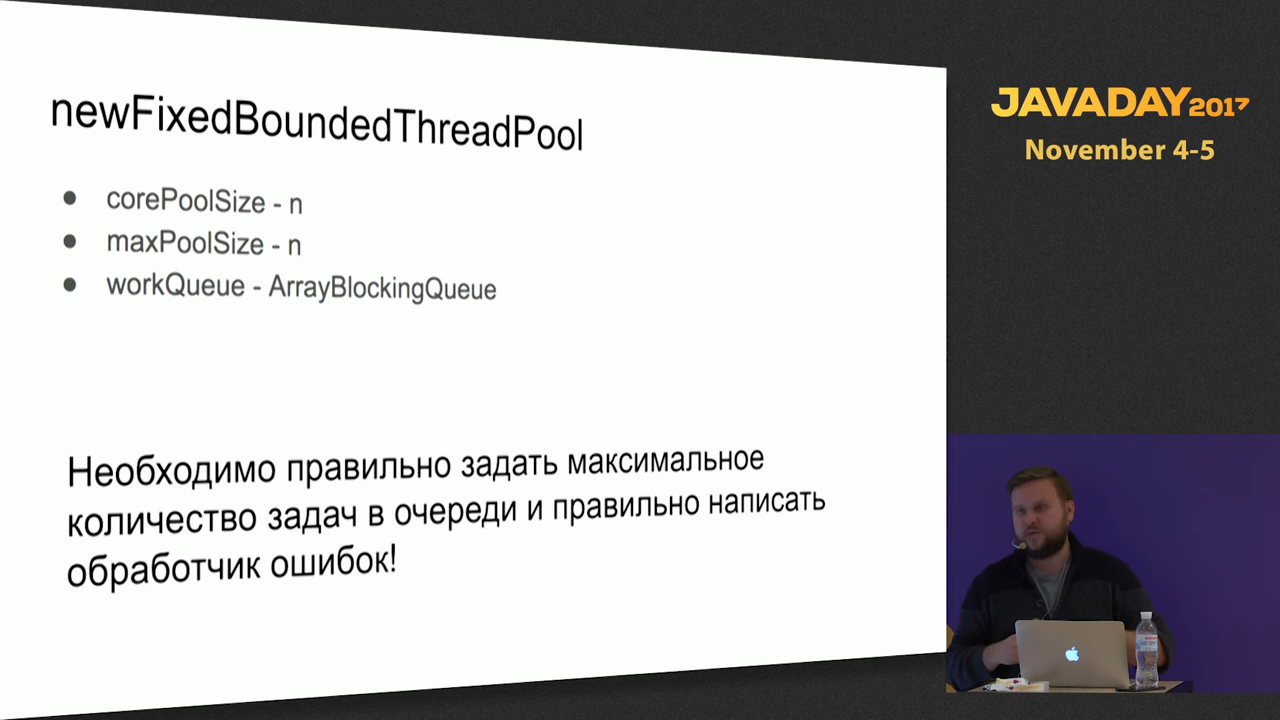 newFixedBoundedThreadPool
● corePoolSize - n
● maxPoolSize - n
● workQueue - ArrayBlockingQueue
Необходимо правильно задать максимальное
количество задач в очереди и правильно написать
обработчик ошибок!
JAVADAY2017
November 4-5